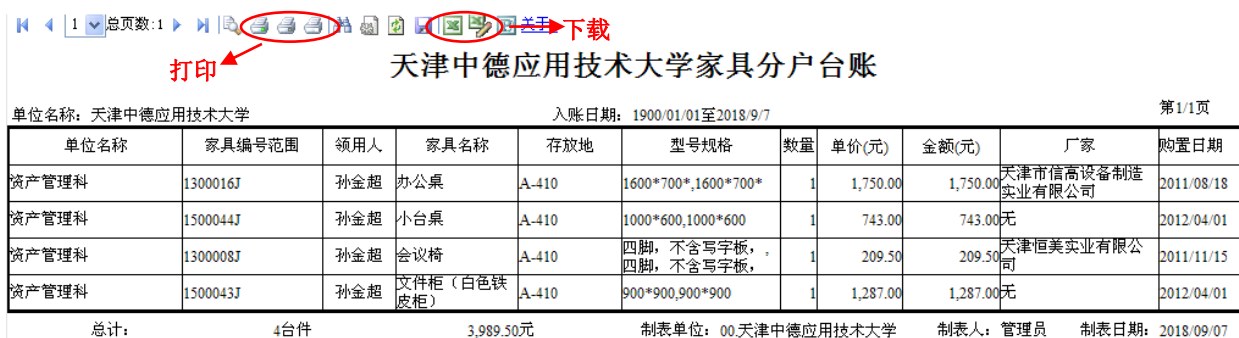 1 总页数:1 关于 下载
打印
天津中德应用技术大学家具分户台账
单位名称: 天津中德应用技术大学 入账日期: 1900/01/01至2018/9/7 第1/1页
单位名称 家具编号范围 领用人 家具名称 存放地 型号规格 数量 单价(元) 金额(元) 厂家 购置日期
资产管理科 1300016J 孙金超 办公桌 A-410 1600*700*,1600*700* 1 1,750.00 1,750.00 天津市信高设备制造
实业有限公司 2011/08/18
资产管理科 1500044J 孙金超 小台桌 A-410 1000*600,1000*600 1 743.00 743.00 无 2012/04/01
资产管理科 1300008J 孙金超 会议椅 A-410 四脚，不含写字板，,
四脚，不含写字板， 1 209.50 209.50 天津恒美实业有限公
司 2011/11/15
资产管理科 1500043J 孙金超 文件柜（白色铁
皮柜） A-410 900*900,900*900 1 1,287.00 1,287.00 无 2012/04/01
总计: 4台件 3,989.50元 制表单位: 00.天津中德应用技术大学 制表人: 管理员 制表日期: 2018/09/07